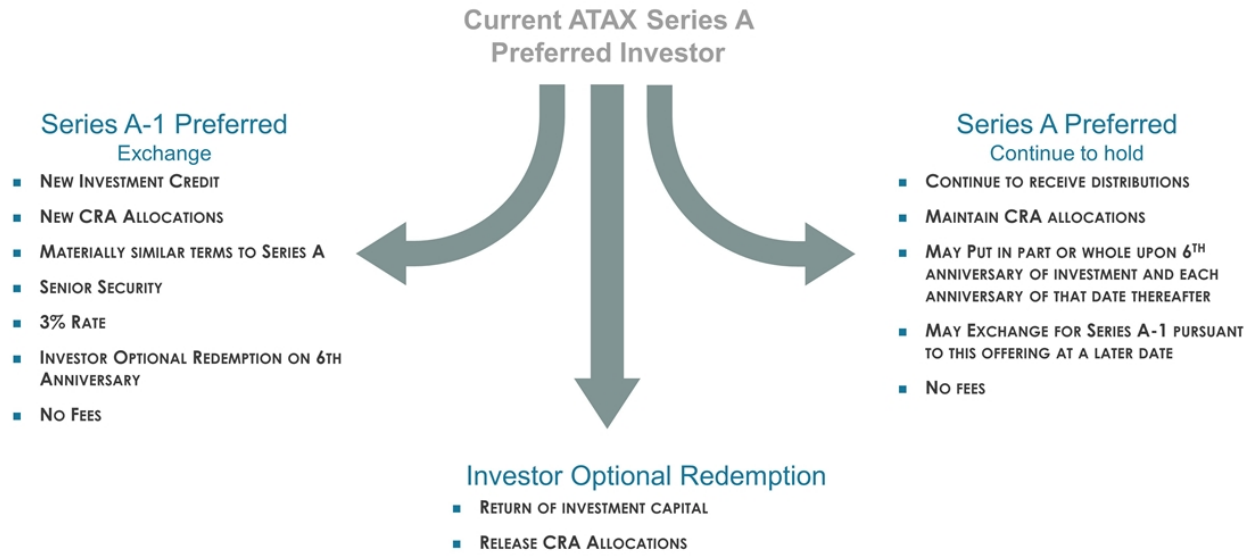 Current ATAX Series A
Preferred Investor
Series A-1 Preferred
Exchange
NEW INVESTMENT CREDIT
NEW CRA ALLOCATIONS
MATERIALLY SIMILAR TERMS TO SERIES A
SENIOR SECURITY
3% RATE
INVESTOR OPTIONAL REDEMPTION ON 6TH
ANNIVERSARY
NO FEES
Series A Preferred
Continue to hold
CONTINUE TO RECEIVE DISTRIBUTIONS
MAINTAIN CRA ALLOCATIONS
MAY PUT IN PART OR WHOLE UPON 6TH
ANNIVERSARY OF INVESTMENT AND EACH
ANNIVERSARY OF THAT DATE THEREAFTER
MAY EXCHANGE FOR SERIES A-1 PURSUANT
TO THIS OFFERING AT A LATER DATE
NO FEES
Investor Optional Redemption
RETURN OF INVESTMENT CAPITAL
RELEASE CRA ALLOCATIONS